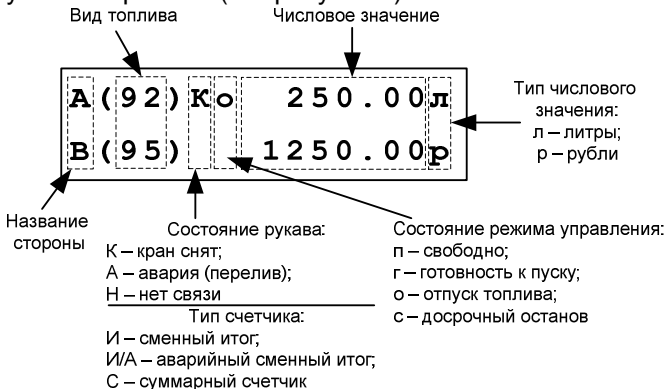 Вид топлива
Числовое значение
А(92)Ко 250.00л
В(95) 1250.00р
Тип числового
значения:
л – литры;
р – рубли
Название
стороны
Состояние рукава:
К – кран снят;
А – авария (перелив);
Н – нет связи
Тип счетчика:
И – сменный итог;
И/А – аварийный сменный итог;
С – суммарный счетчик
Состояние режима управления:
п – свободно;
г – готовность к пуску;
о – отпуск топлива;
с – досрочный останов